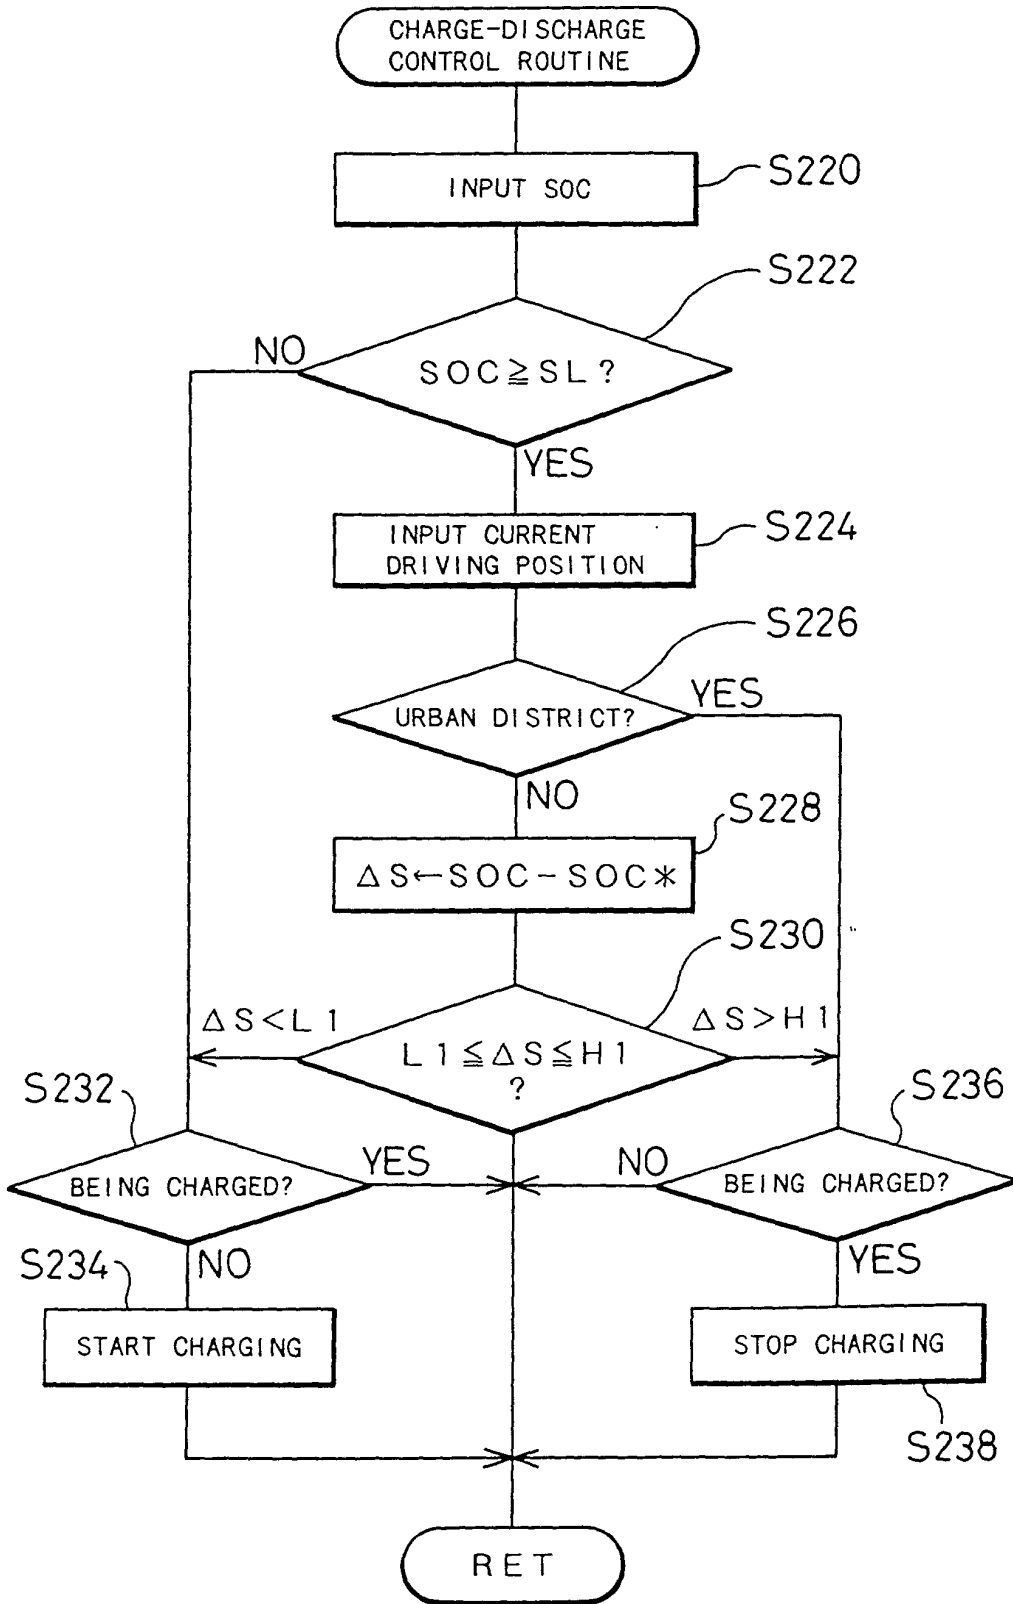 CHARGE-DISCHARGE
CONTROL ROUTINE
INPUT SOC
S220
S222
NO
SOC≧SL?
YES
INPUT CURRENT
DRIVING POSITION
S224
S226
URBAN DISTRICT?
YES
NO
S228
ΔS←SOC-SOC*
S230
ΔS<L1
L1≦ΔS≦H1
?
ΔS>H1
S232
S236
BEING CHARGED?
YES
NO
BEING CHARGED?
S234
NO
YES
START CHARGING
STOP CHARGING
S238
RET